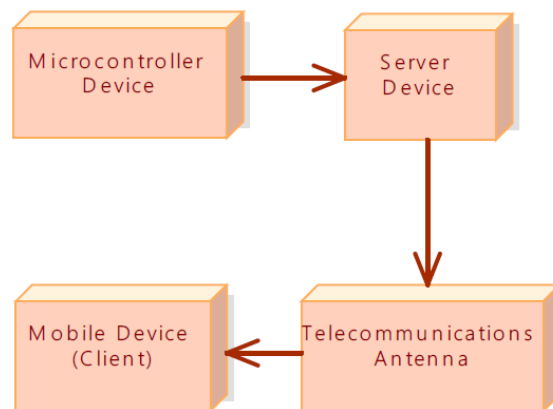 Microcontroller
Device
Server
Device
Mobile Device
(Client)
Telecommunications
Antenna